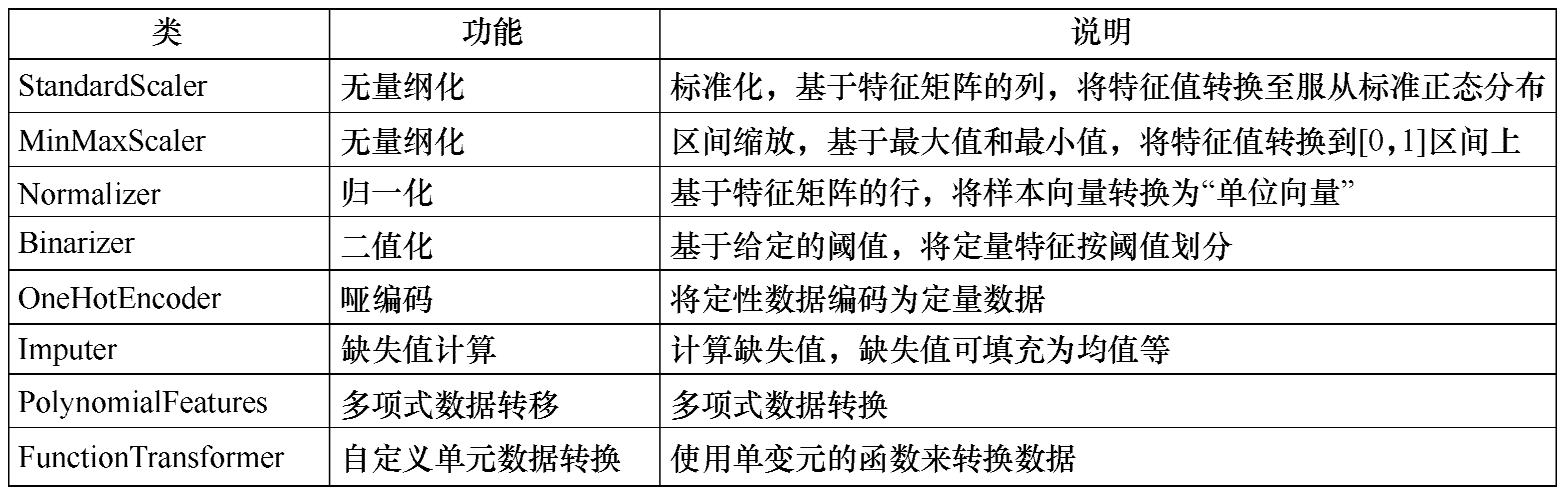 类 功能 说明
StandardScaler 无量纲化 标准化，基于特征矩阵的列，将特征值转换至服从标准正态分布
MinMaxScaler 无量纲化 区间缩放，基于最大值和最小值，将特征值转换到[0,1]区间上
Normalizer 归一化 基于特征矩阵的行，将样本向量转换为“单位向量”
Binarizer 二值化 基于给定的阈值，将定量特征按阈值划分
OneHotEncoder 哑编码 将定性数据编码为定量数据
Imputer 缺失值计算 计算缺失值，缺失值可填充为均值等
PolynomialFeatures 多项式数据转移 多项式数据转换
FunctionTransformer 自定义单元数据转换 使用单变元的函数来转换数据